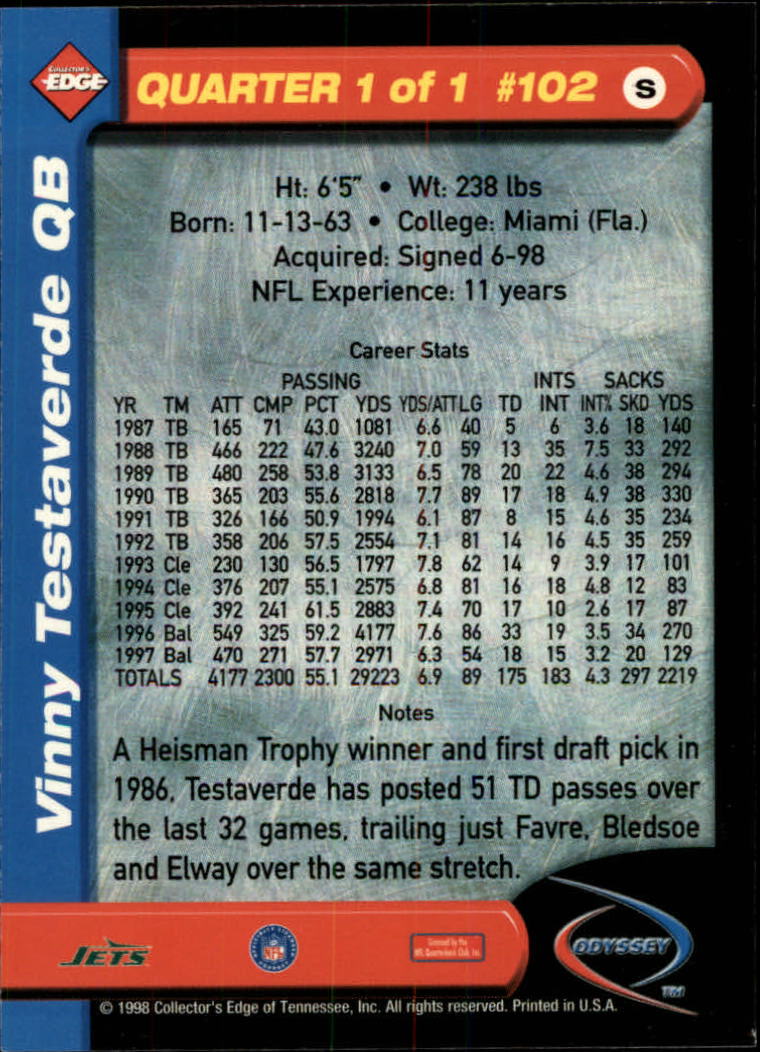 COLLECTOR'S
EDGE
QUARTER 1 of 1 #102 S
Vinny Testaverde QB
Ht: 6'5" • Wt: 238 lbs
Born: 11-13-63 • College: Miami (Fla.)
Acquired: Signed 6-98
NFL Experience: 11 years
Career Stats
PASSING INTS SACKS
YR TM ATT CMP PCT YDS YDS/ATT LG TD INT INT% SKD YDS
1987 TB 165 71 43.0 1081 6.6 40 5 6 3.6 18 140
1988 TB 466 222 47.6 3240 7.0 59 13 35 7.5 33 292
1989 TB 480 258 53.8 3133 6.5 78 20 22 4.6 38 294
1990 TB 365 203 55.6 2818 7.7 89 17 18 4.9 38 330
1991 TB 326 166 50.9 1994 6.1 87 8 15 4.6 35 234
1992 TB 358 206 57.5 2554 7.1 81 14 16 4.5 35 259
1993 Cle 230 130 56.5 1797 7.8 62 14 9 3.9 17 101
1994 Cle 376 207 55.1 2575 6.8 81 16 18 4.8 12 83
1995 Cle 392 241 61.5 2883 7.4 70 17 10 2.6 17 87
1996 Bal 549 325 59.2 4177 7.6 86 33 19 3.5 34 270
1997 Bal 470 271 57.7 2971 6.3 54 18 15 3.2 20 129
TOTALS 4177 2300 55.1 29223 6.9 89 175 183 4.3 297 2219
Notes
A Heisman Trophy winner and first draft pick in
1986, Testaverde has posted 51 TD passes over
the last 32 games, trailing just Favre, Bledsoe
and Elway over the same stretch.
JETS
NFL
Licensed by the
NFL Quarterback Club, Inc.
ODYSSEY
TM
© 1998 Collector's Edge of Tennessee, Inc. All rights reserved. Printed in U.S.A.